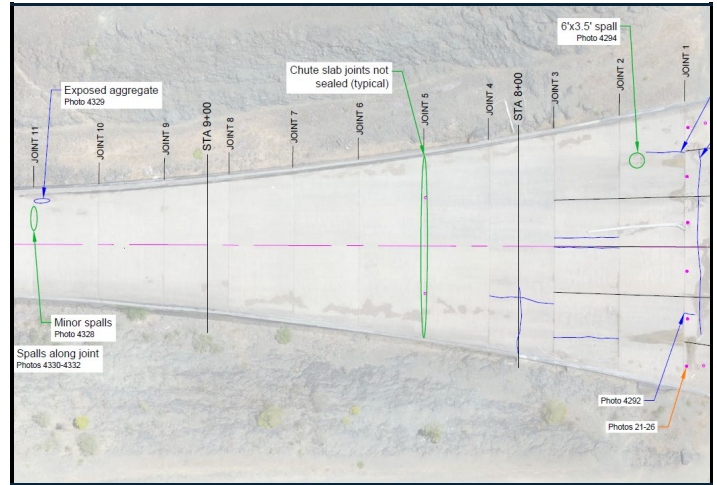 6'x3.5' spall
Photo 4294
Chute slab joints not
sealed (typical)
Exposed aggregate
Photo 4329
JOINT 11
JOINT 10
JOINT 9
STA 9+00
JOINT 8
JOINT 7
JOINT 6
JOINT 5
JOINT 4
STA 8+00
JOINT 3
JOINT 2
JOINT 1
Minor spalls
Photo 4328
Spalls along joint
Photos 4330-4332
Photo 4292
Photos 21-26